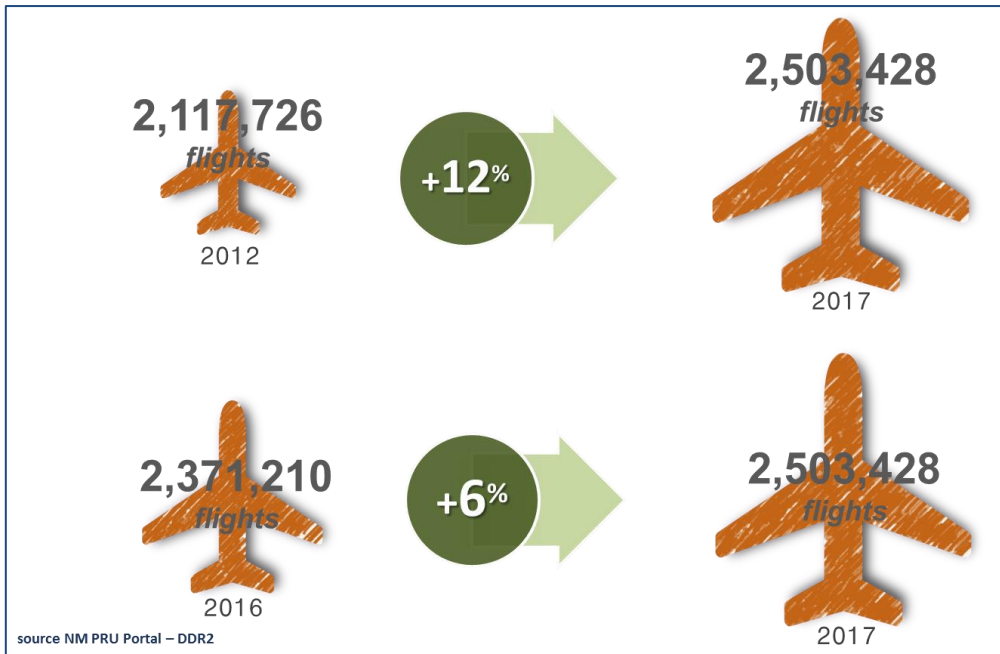 2,117,726
flights
2012
+12%
2,503,428
flights
2017
2,371,210
flights
2016
+6%
2,503,428
flights
2017
source NM PRU Portal – DDR2